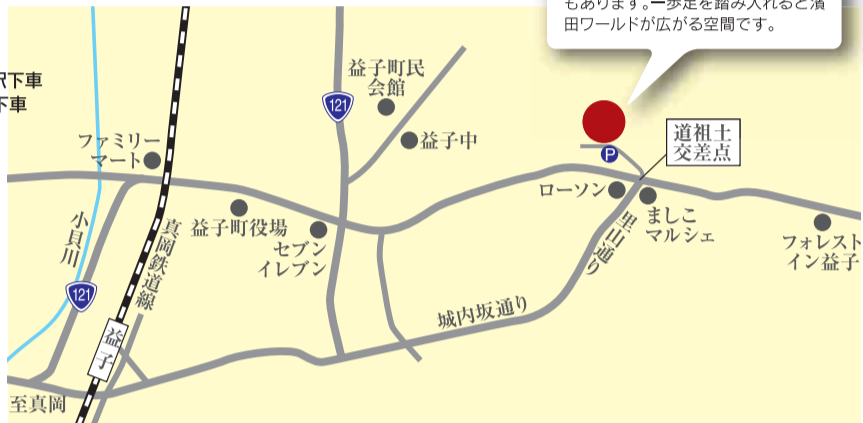 もあります。一歩足を踏み入れると濱
田ワールドが広がる空間です。
駅下車
下車
121
益子町民
会館
益子中
ファミリー
マート
P
道祖土
交差点
ローソン
ましこ
マルシェ
フォレスト
イン益子
益子町役場
セブン
イレブン
小貝川
真岡鉄道線
里山通り
121
城内坂通り
益子
至真岡